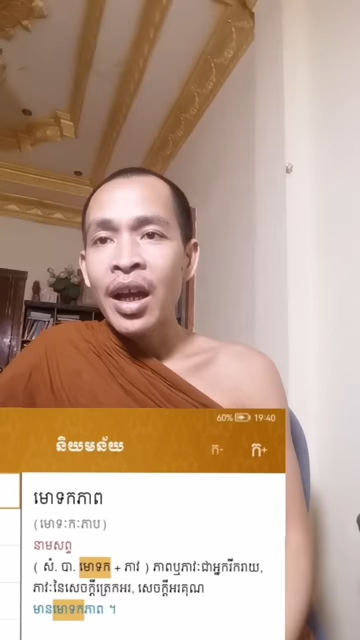 60% 19:40
និយមន័យ ក- ក+
មោទកភាព
(មោទៈកៈភាប)
នាមសព្ទ
( សំ. បា. មោទក + ភាវ ) ភាពឬភាវៈជាអ្នករីករាយ,
ភាវៈនៃសេចក្ដីត្រេកអរ, សេចក្ដីអរគុណ
មានមោទកភាព ។